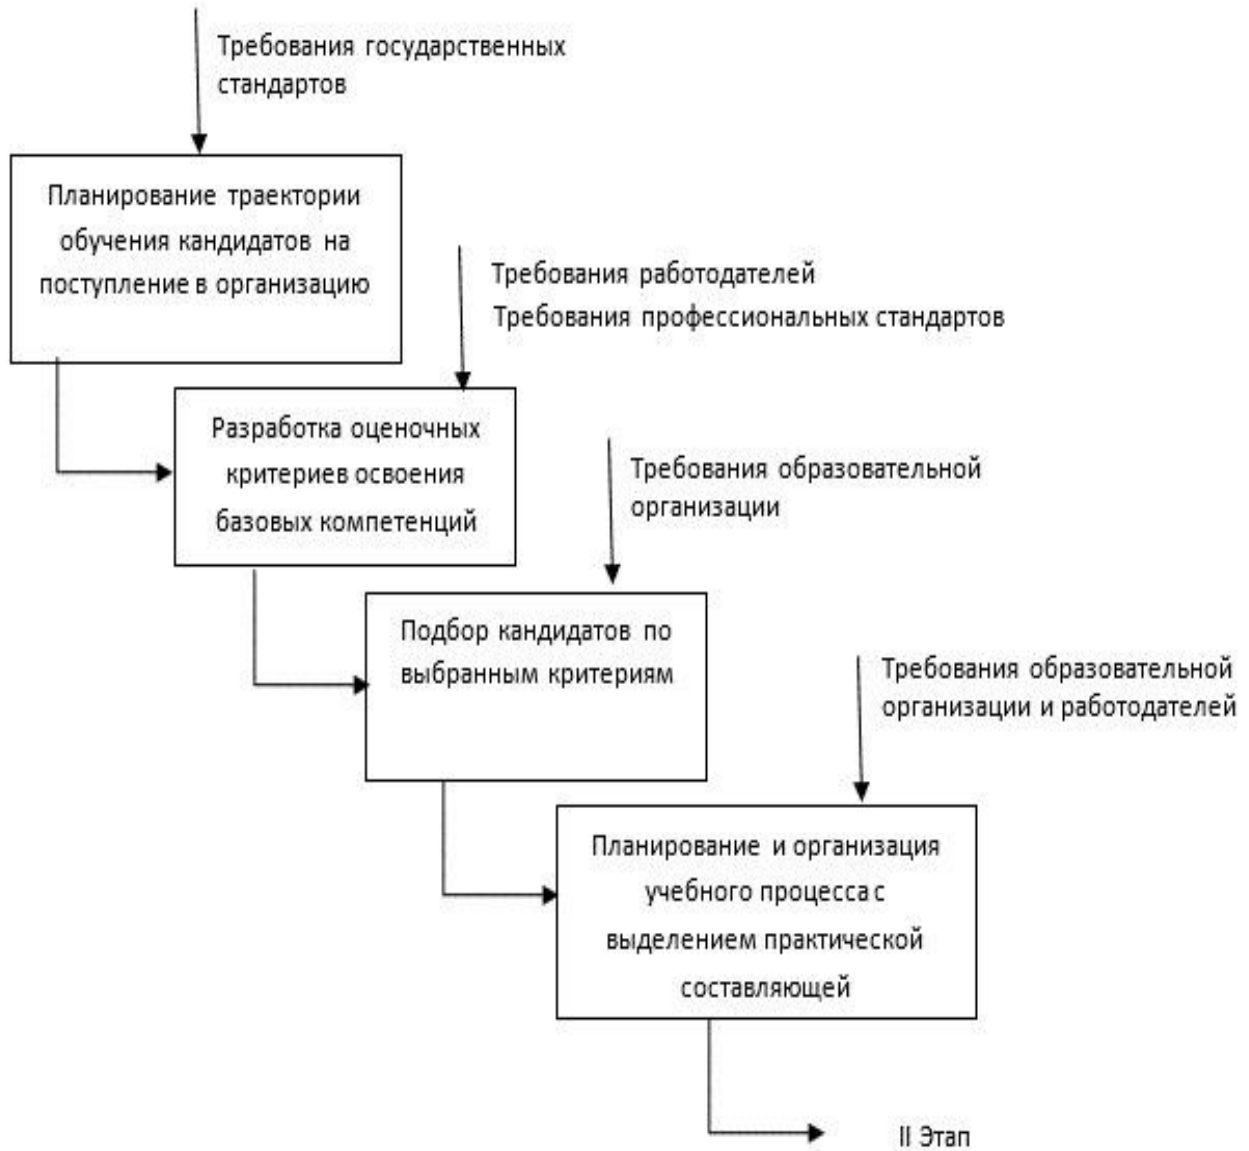 Требования государственных
стандартов
Планирование траектории
обучения кандидатов на
поступление в организацию
Требования работодателей
Требования профессиональных стандартов
Разработка оценочных
критериев освоения
базовых компетенций
Требования образовательной
организации
Подбор кандидатов по
выбранным критериям
Требования образовательной
организации и работодателей
Планирование и организация
учебного процесса с
выделением практической
составляющей
II Этап